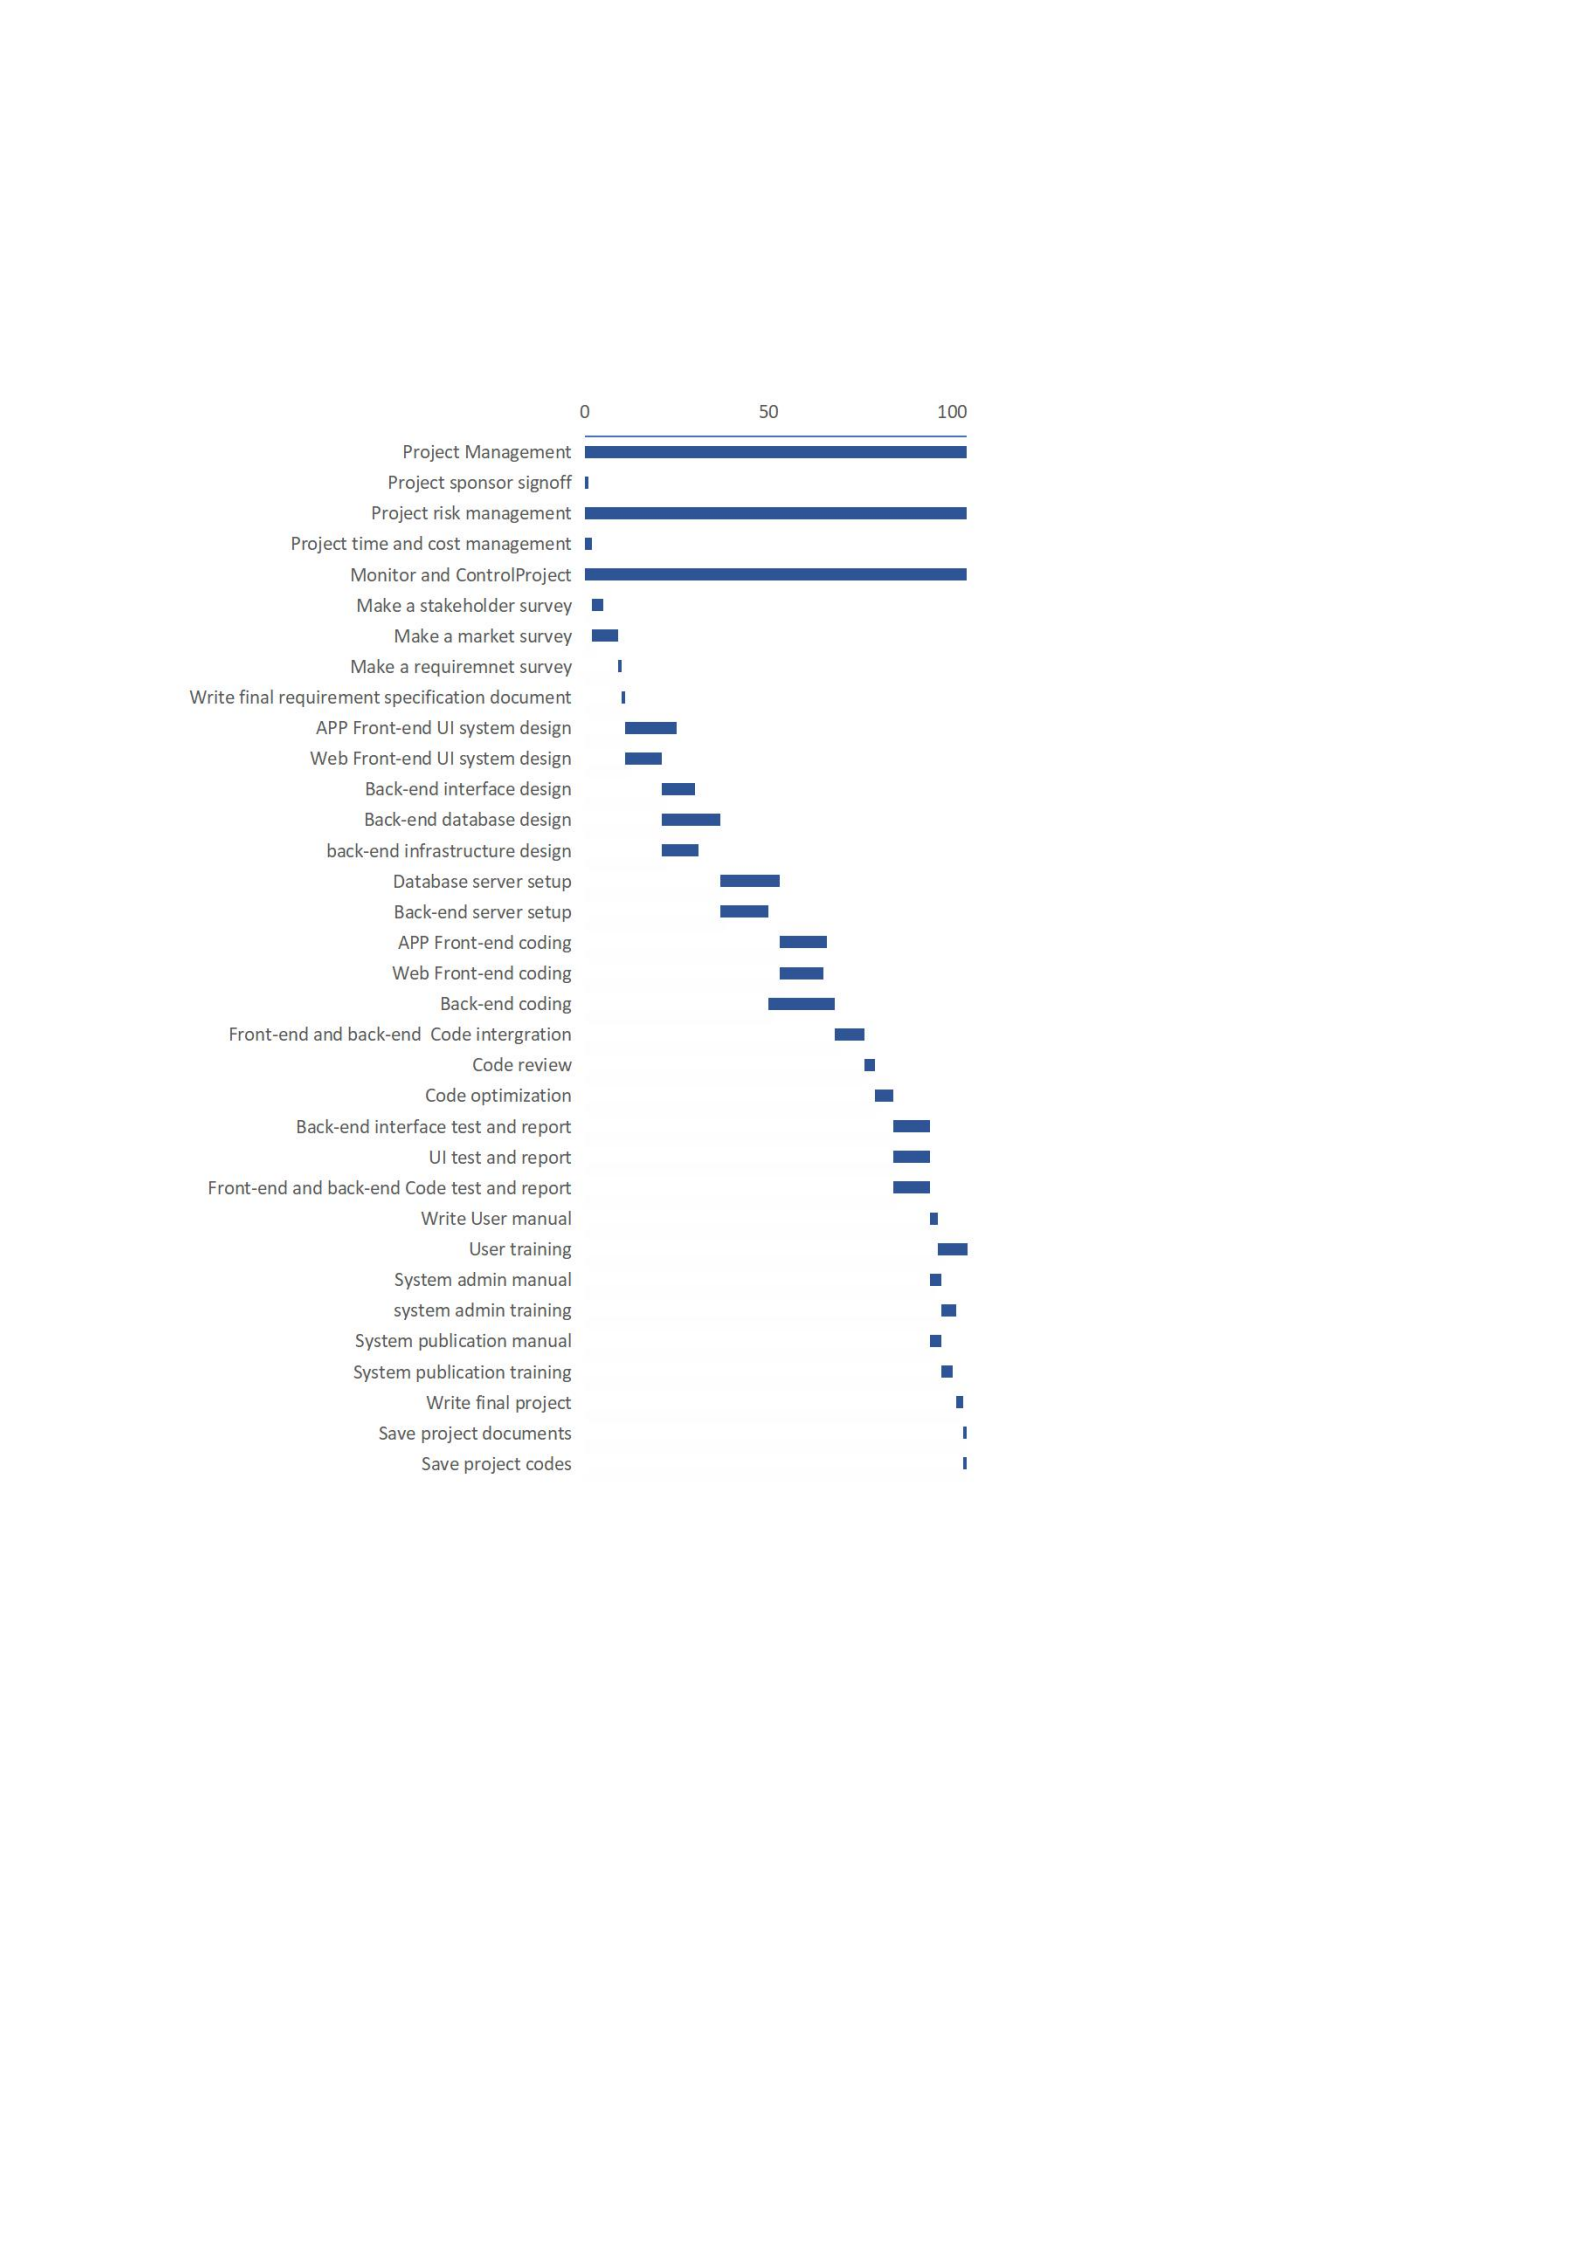 0 50 100
Project Management
Project sponsor signoff
Project risk management
Project time and cost management
Monitor and ControlProject
Make a stakeholder survey
Make a market survey
Make a requiremnet survey
Write final requirement specification document
APP Front-end UI system design
Web Front-end UI system design
Back-end interface design
Back-end database design
back-end infrastructure design
Database server setup
Back-end server setup
APP Front-end coding
Web Front-end coding
Back-end coding
Front-end and back-end  Code intergration
Code review
Code optimization
Back-end interface test and report
UI test and report
Front-end and back-end Code test and report
Write User manual
User training
System admin manual
system admin training
System publication manual
System publication training
Write final project
Save project documents
Save project codes